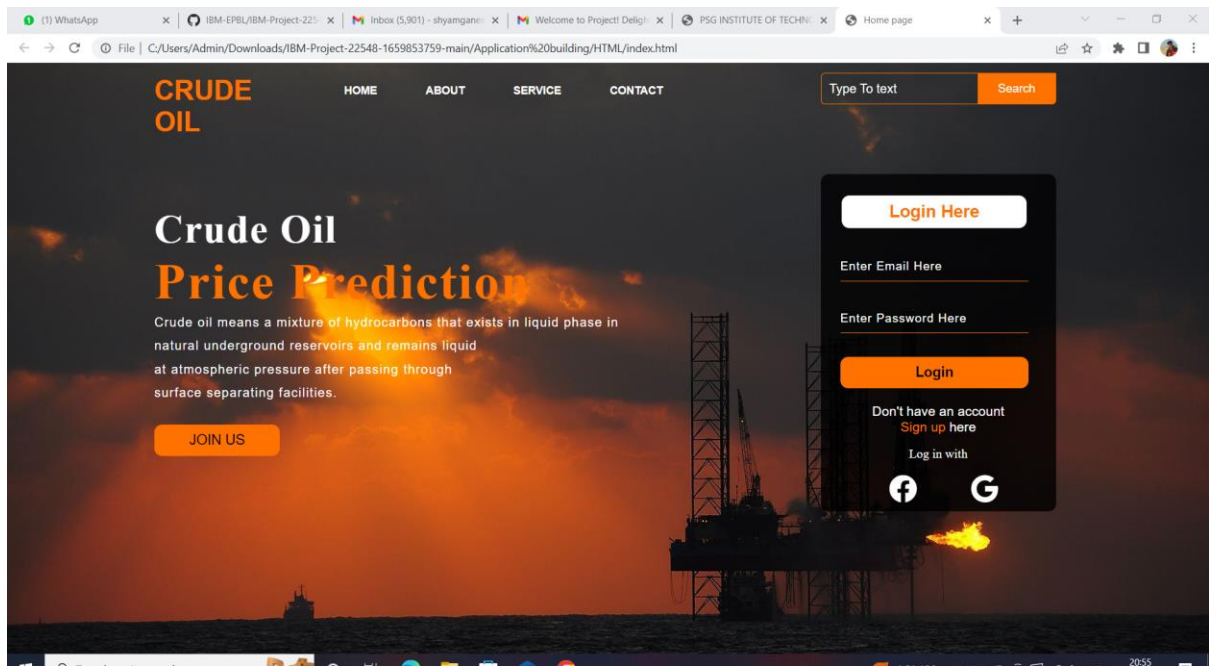 (1) WhatsApp
IBM-EPBL/IBM-Project-225
Inbox (5,901) - shyamgane
Welcome to Project! Deligh
PSG INSTITUTE OF TECHNO
Home page
File | C:/Users/Admin/Downloads/IBM-Project-22548-1659853759-main/Application%20building/HTML/index.html
CRUDE OIL
HOME ABOUT SERVICE CONTACT
Type To text Search
Crude Oil
Price Prediction
Crude oil means a mixture of hydrocarbons that exists in liquid phase in
natural underground reservoirs and remains liquid
at atmospheric pressure after passing through
surface separating facilities.
JOIN US
Login Here
Enter Email Here
Enter Password Here
Login
Don't have an account
Sign up here
Log in with
20:55